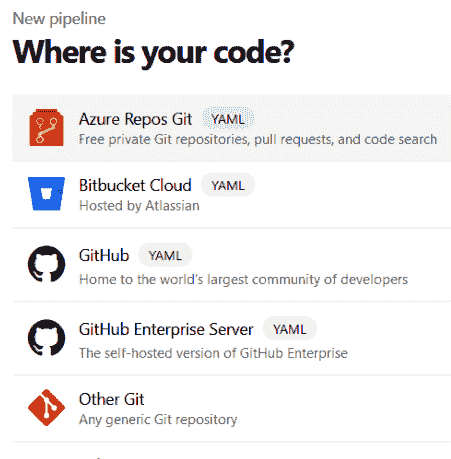 New pipeline
Where is your code?
Azure Repos Git YAML
Free private Git repositories, pull requests, and code search
Bitbucket Cloud YAML
Hosted by Atlassian
GitHub YAML
Home to the world's largest community of developers
GitHub Enterprise Server YAML
The self-hosted version of GitHub Enterprise
Other Git
Any generic Git repository